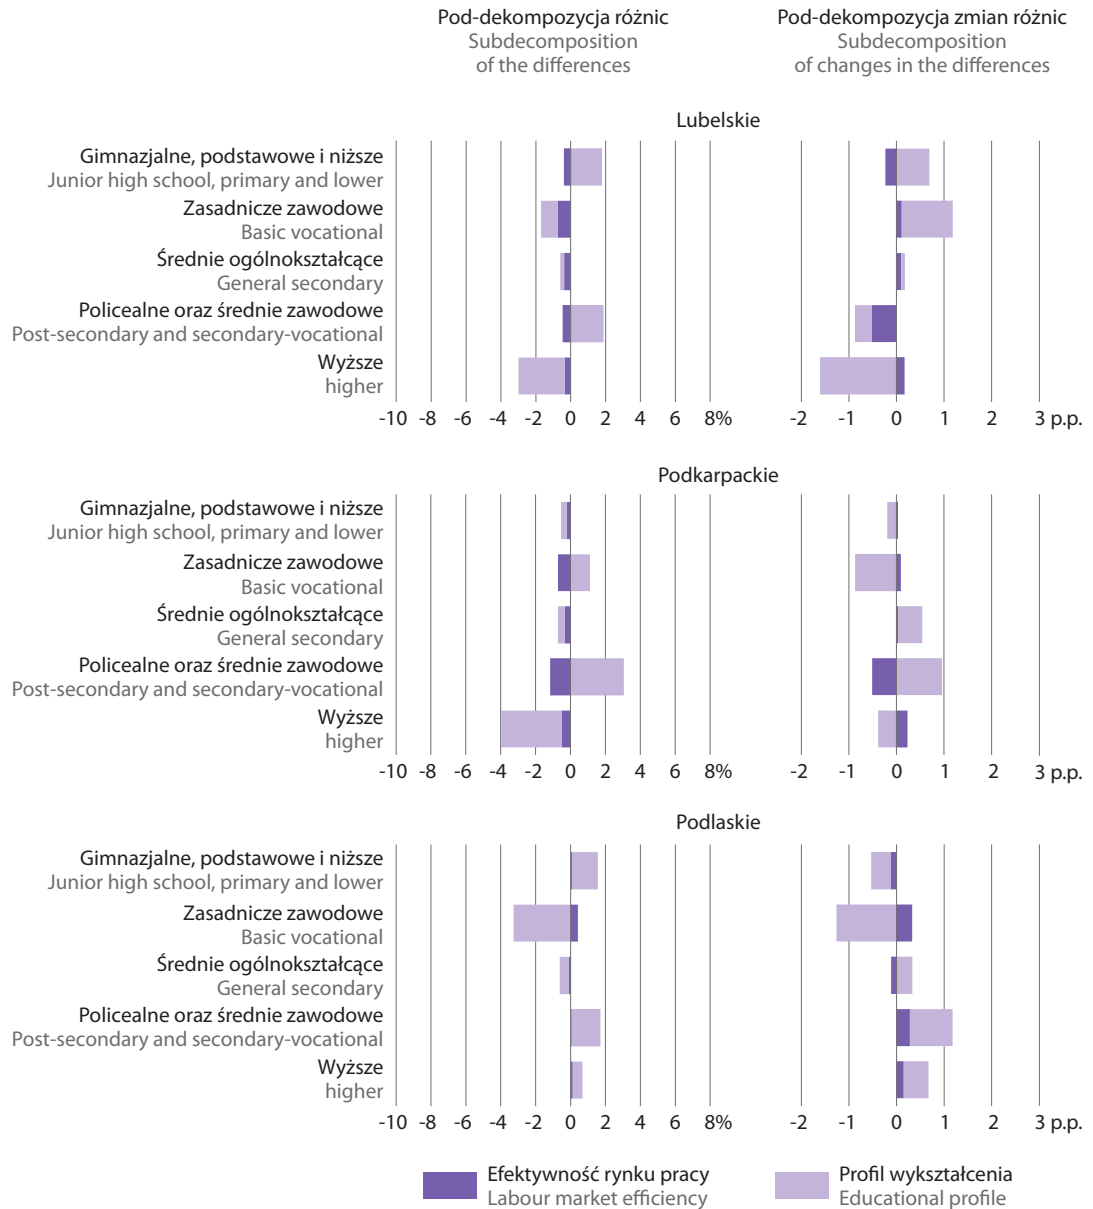 Pod-dekompozycja różnic
Subdecomposition
of the differences
Pod-dekompozycja zmian różnic
Subdecomposition
of changes in the differences
Lubelskie
Gimnazjalne, podstawowe i niższe
Junior high school, primary and lower
Zasadnicze zawodowe
Basic vocational
Średnie ogólnokształcące
General secondary
Policealne oraz średnie zawodowe
Post-secondary and secondary-vocational
Wyższe
higher
-10 -8 -6 -4 -2 0 2 4 6 8%
-2 -1 0 1 2 3 p.p.
Podkarpackie
Gimnazjalne, podstawowe i niższe
Junior high school, primary and lower
Zasadnicze zawodowe
Basic vocational
Średnie ogólnokształcące
General secondary
Policealne oraz średnie zawodowe
Post-secondary and secondary-vocational
Wyższe
higher
-10 -8 -6 -4 -2 0 2 4 6 8%
-2 -1 0 1 2 3 p.p.
Podlaskie
Gimnazjalne, podstawowe i niższe
Junior high school, primary and lower
Zasadnicze zawodowe
Basic vocational
Średnie ogólnokształcące
General secondary
Policealne oraz średnie zawodowe
Post-secondary and secondary-vocational
Wyższe
higher
-10 -8 -6 -4 -2 0 2 4 6 8%
-2 -1 0 1 2 3 p.p.
Efektywność rynku pracy
Labour market efficiency
Profil wykształcenia
Educational profile